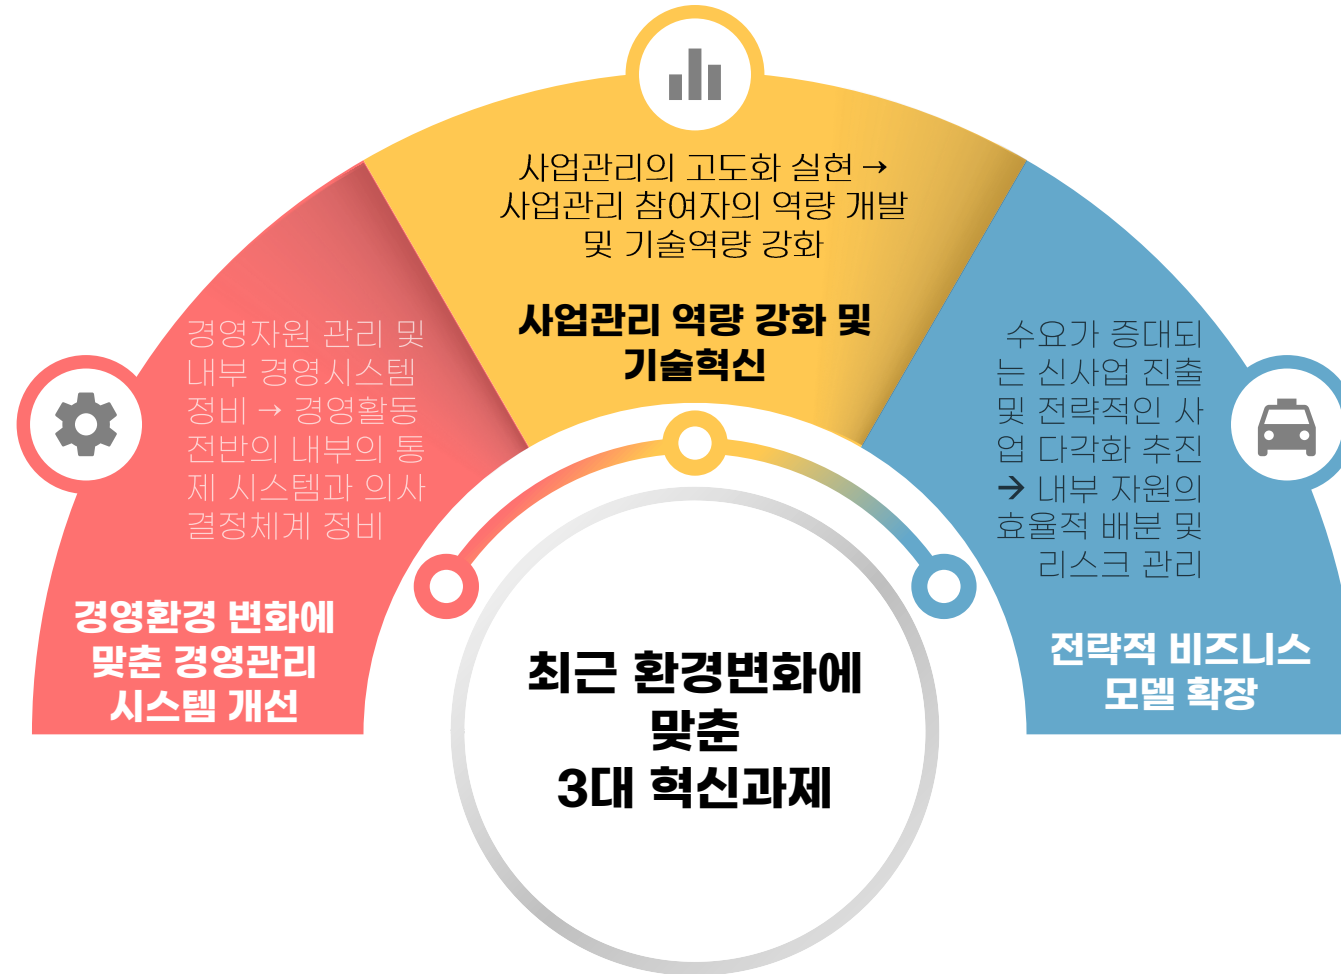 사업관리의 고도화 실현 →
사업관리 참여자의 역량 개발
및 기술역량 강화
사업관리 역량 강화 및
기술혁신
경영자원 관리 및
내부 경영시스템
정비 → 경영활동
전반의 내부의 통
제 시스템과 의사
결정체계 정비
경영환경 변화에
맞춘 경영관리
시스템 개선
수요가 증대되
는 신사업 진출
및 전략적인 사
업 다각화 추진
→ 내부 자원의
효율적 배분 및
리스크 관리
전략적 비즈니스
모델 확장
최근 환경변화에
맞춘
3대 혁신과제